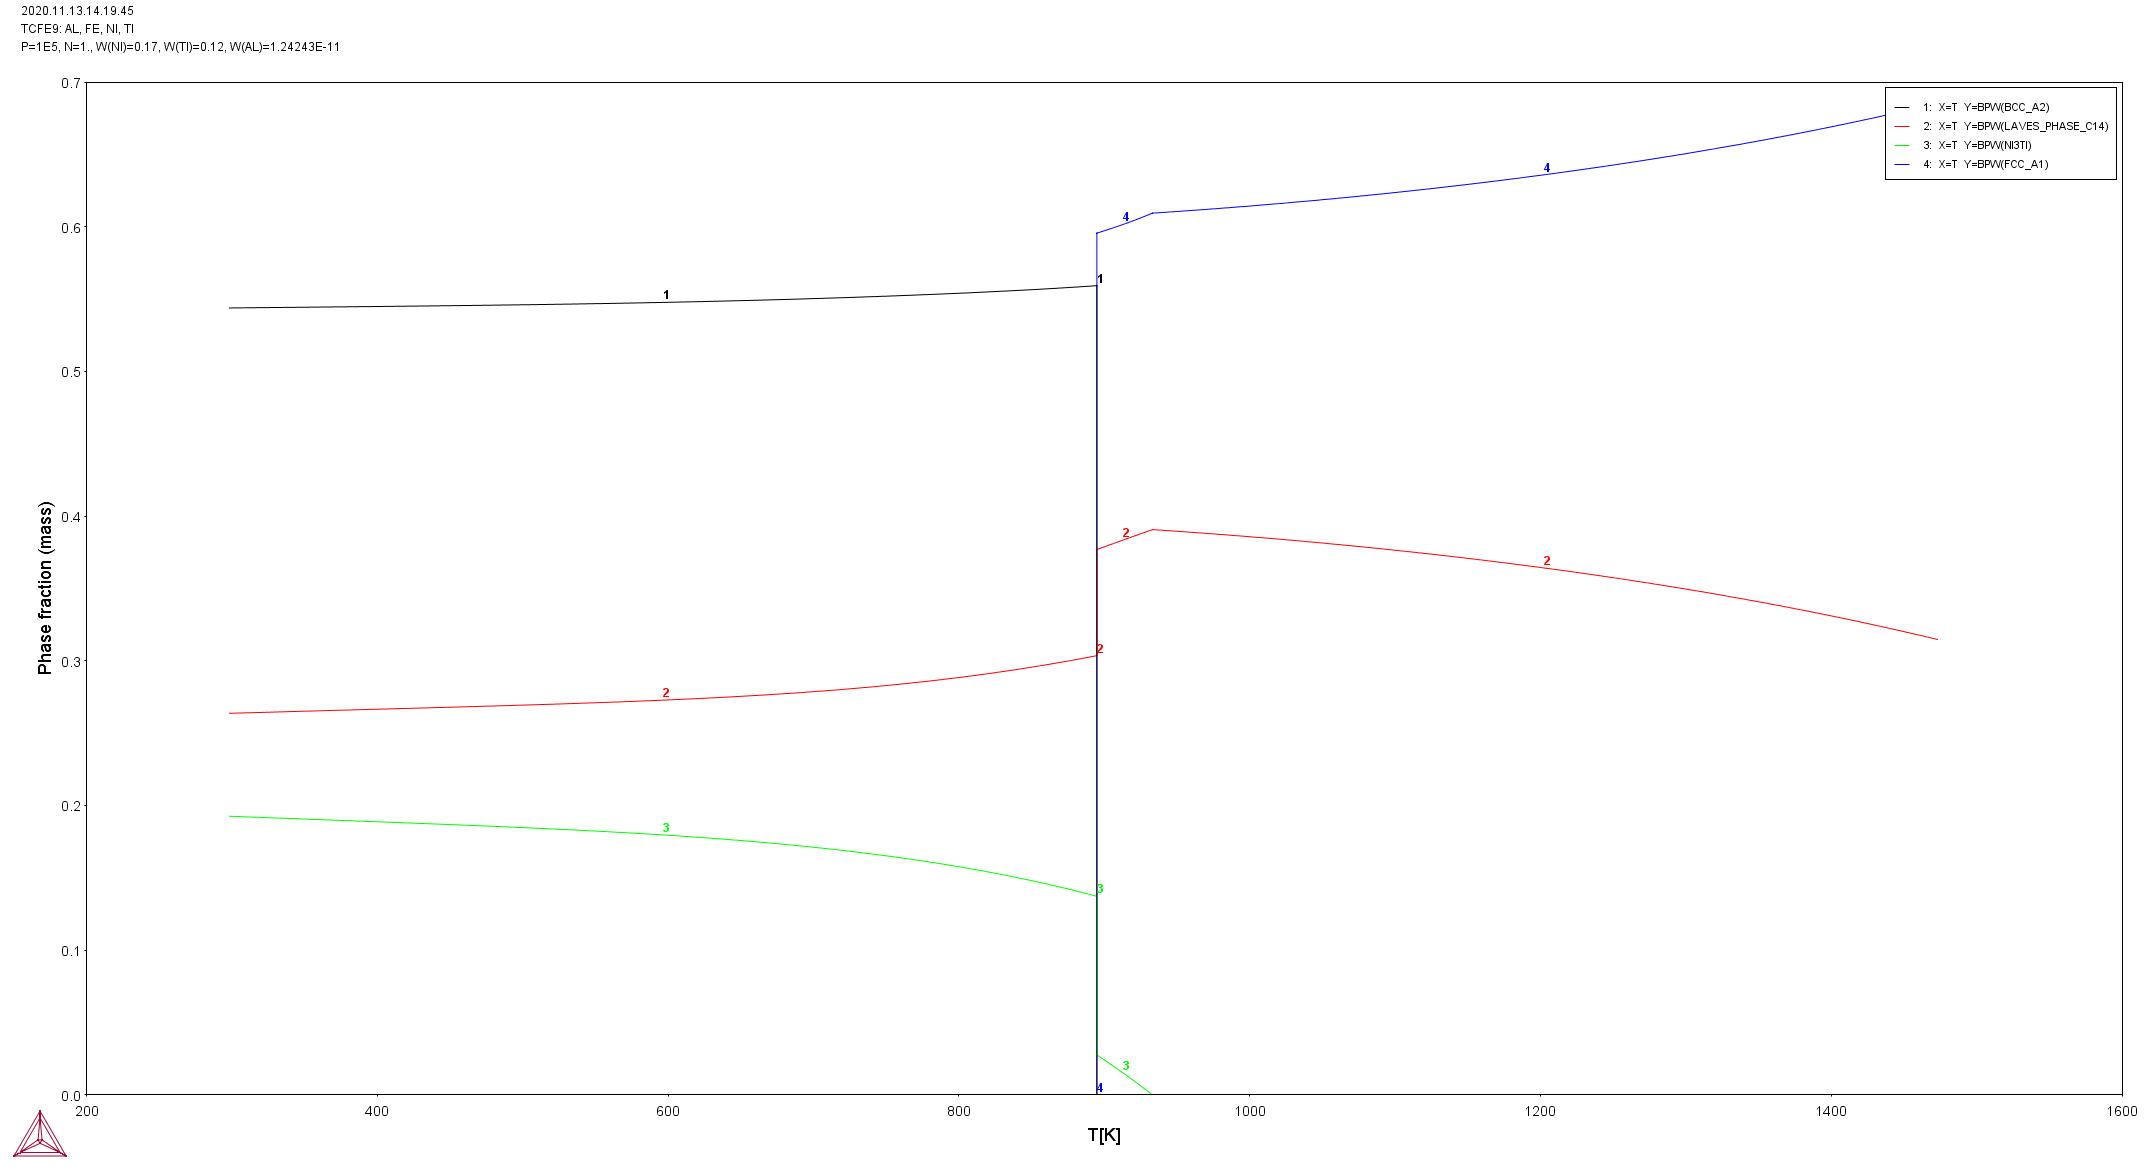 2020.11.13.14.19.45
TCFE9: AL, FE, NI, TI
P=1E5, N=1., W(NI)=0.17, W(TI)=0.12, W(AL)=1.24243E-11
0.7
0.6
0.5
0.4
0.3
0.2
0.1
0.0
Phase fraction (mass)
1: X=T Y=BPW(BCC_A2)
2: X=T Y=BPW(LAVES_PHASE_C14)
3: X=T Y=BPW(NI3TI)
4: X=T Y=BPW(FCC_A1)
4
4
1
1
2
2
2
2
3
3
3
4
200 400 600 800 1000 1200 1400 1600
T[K]